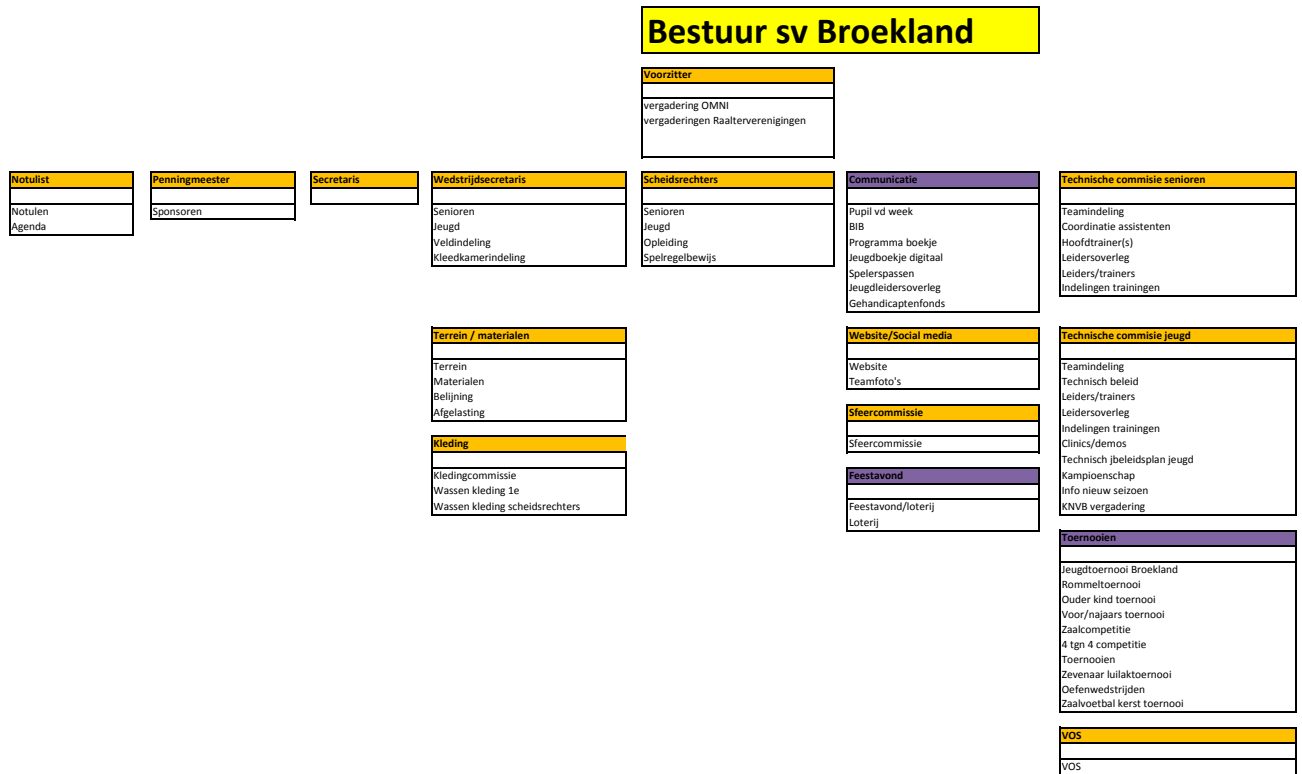 Bestuur sv Broekland
Voorzitter
vergadering OMNI
vergaderingen Raalterverenigingen
Notulist
Notulen
Agenda
Penningmeester
Sponsoren
Secretaris
Wedstrijdsecretaris
Senioren
Jeugd
Veldindeling
Kleedkamerindeling
Scheidsrechters
Senioren
Jeugd
Opleiding
Spelregelbewijs
Communicatie
Pupil vd week
BIB
Programma boekje
Jeugdboekje digitaal
Spelerspassen
Jeugdleidersoverleg
Gehandicaptenfonds
Technische commisie senioren
Teamindeling
Coordinatie assistenten
Hoofdtrainer(s)
Leidersoverleg
Leiders/trainers
Indelingen trainingen
Terrein / materialen
Terrein
Materialen
Belijning
Afgelasting
Kleding
Kledingcommissie
Wassen kleding 1e
Wassen kleding scheidsrechters
Website/Social media
Website
Teamfoto's
Sfeercommissie
Sfeercommissie
Feestavond
Feestavond/loterij
Loterij
Technische commisie jeugd
Teamindeling
Technisch beleid
Leiders/trainers
Leidersoverleg
Indelingen trainingen
Clinics/demos
Technisch jbeleidsplan jeugd
Kampioenschap
Info nieuw seizoen
KNVB vergadering
Toernooien
Jeugdtoernooi Broekland
Rommeltoernooi
Ouder kind toernooi
Voor/najaars toernooi
Zaalcompetitie
4 tgn 4 competitie
Toernooien
Zevenaar luilaktoernooi
Oefenwedstrijden
Zaalvoetbal kerst toernooi
VOS
VOS